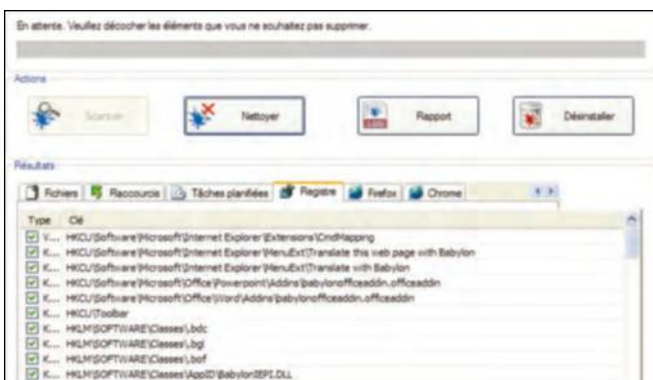 En attente. Veuillez décocher les éléments que vous ne souhaitez pas supprimer.
Actions
Scanner
Nettoyer
Rapport
Désinstaller
Résultats
Fichiers Raccourcis Tâches planifiées Registre Firefox Chrome
Type Clé
V... HKCU\Software\Microsoft\Internet Explorer\Extensions\CmdMapping
K... HKCU\Software\Microsoft\Internet Explorer\MenuExt\Translate this web page with Babylon
K... HKCU\Software\Microsoft\Internet Explorer\MenuExt\Translate with Babylon
K... HKCU\Software\Microsoft\Office\Powerpoint\Addins\babylonofficeaddin.officeaddin
K... HKCU\Software\Microsoft\Office\Word\Addins\babylonofficeaddin.officeaddin
K... HKCU\Toolbar
K... HKLM\SOFTWARE\Classes\.bdc
K... HKLM\SOFTWARE\Classes\.bgl
K... HKLM\SOFTWARE\Classes\.bof
K... HKLM\SOFTWARE\Classes\AppID\BabylonIEPI.DLL